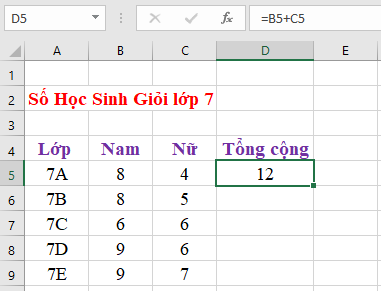 D5 =B5+C5
A B C D E
1
2 Số Học Sinh Giỏi lớp 7
3
4 Lớp Nam Nữ Tổng cộng
5 7A 8 4 12
6 7B 8 5
7 7C 6 6
8 7D 9 6
9 7E 9 7